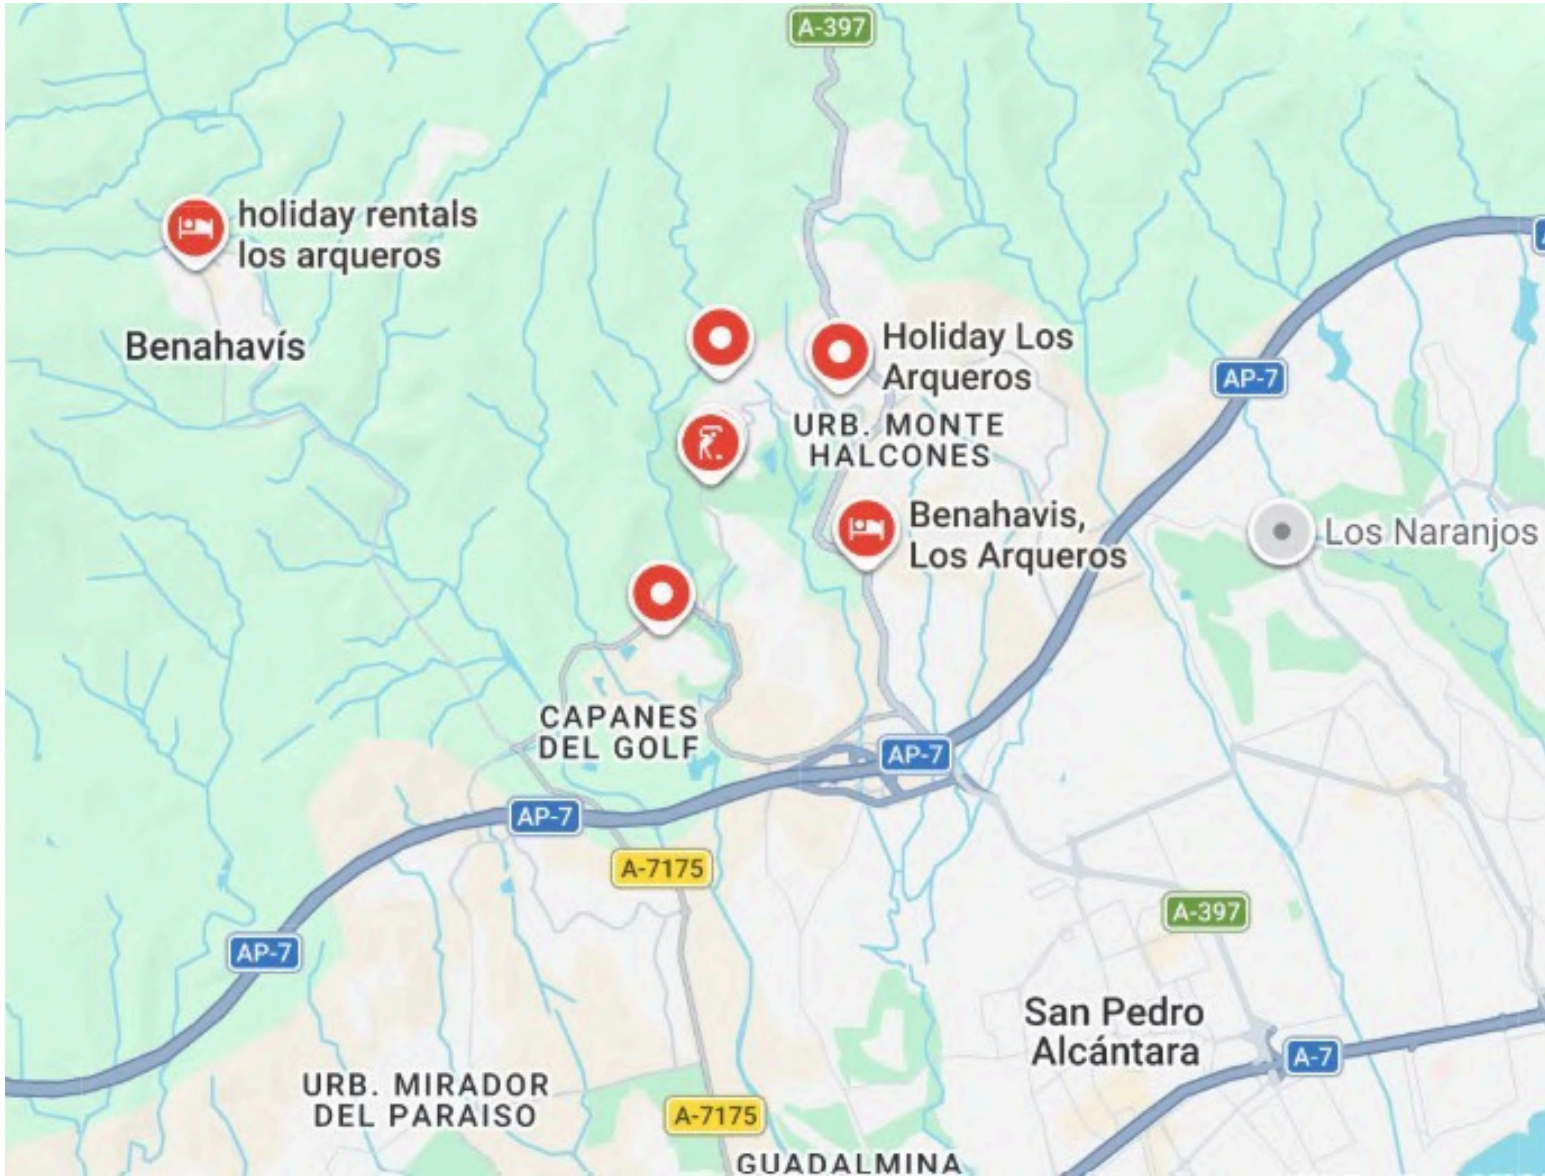 A-397
holiday rentals
los arqueros
Benahavís
Holiday Los
Arqueros
AP-7
URB. MONTE
HALCONES
Benahavis,
Los Arqueros
Los Naranjos
CAPANES
DEL GOLF
AP-7
AP-7
A-7175
A-397
AP-7
San Pedro
Alcántara
A-7
URB. MIRADOR
DEL PARAISO
A-7175
GUADALMINA